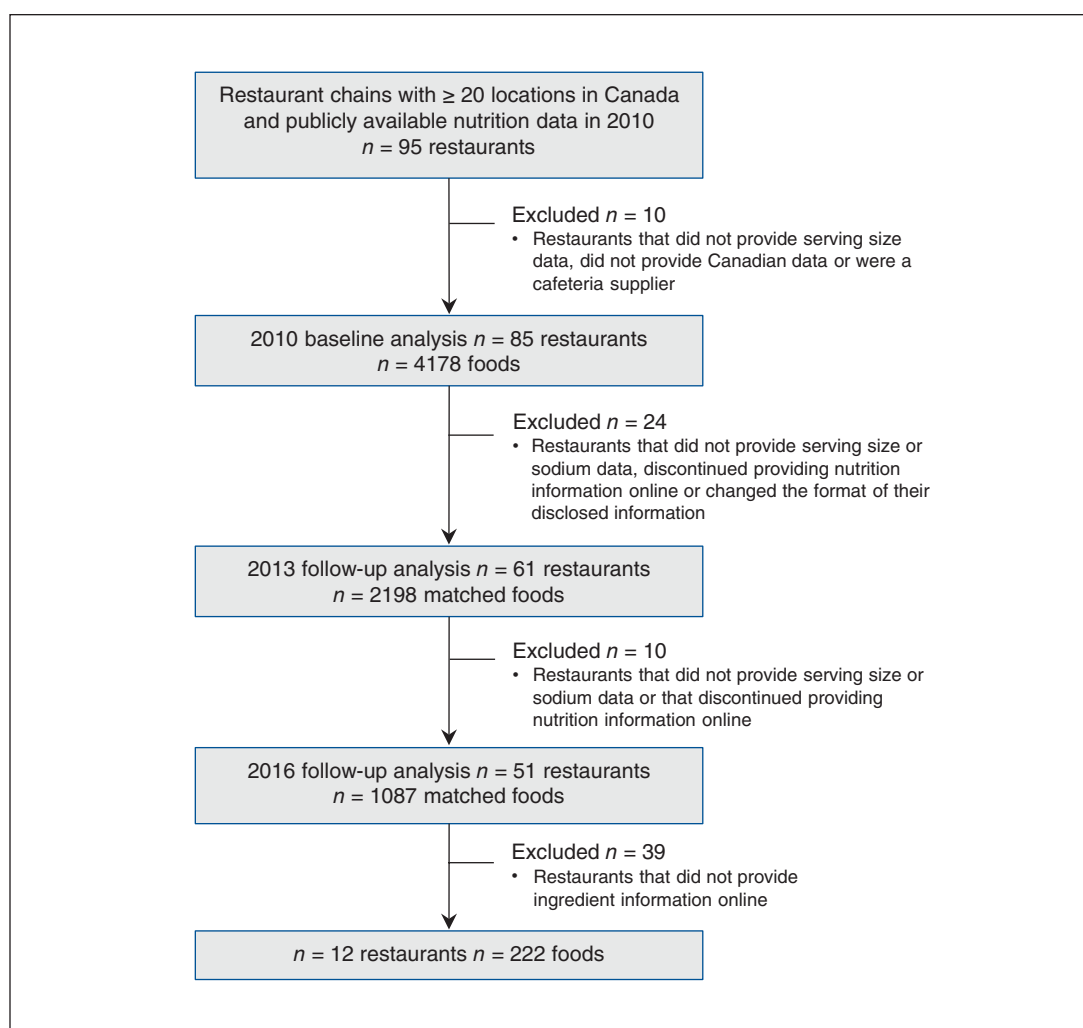 Restaurant chains with ≥ 20 locations in Canada
and publicly available nutrition data in 2010
n = 95 restaurants
Excluded n = 10
• Restaurants that did not provide serving size
data, did not provide Canadian data or were a
cafeteria supplier
2010 baseline analysis n = 85 restaurants
n = 4178 foods
Excluded n = 24
• Restaurants that did not provide serving size or
sodium data, discontinued providing nutrition
information online or changed the format of their
disclosed information
2013 follow-up analysis n = 61 restaurants
n = 2198 matched foods
Excluded n = 10
• Restaurants that did not provide serving size or
sodium data or that discontinued providing
nutrition information online
2016 follow-up analysis n = 51 restaurants
n = 1087 matched foods
Excluded n = 39
• Restaurants that did not provide
ingredient information online
n = 12 restaurants n = 222 foods